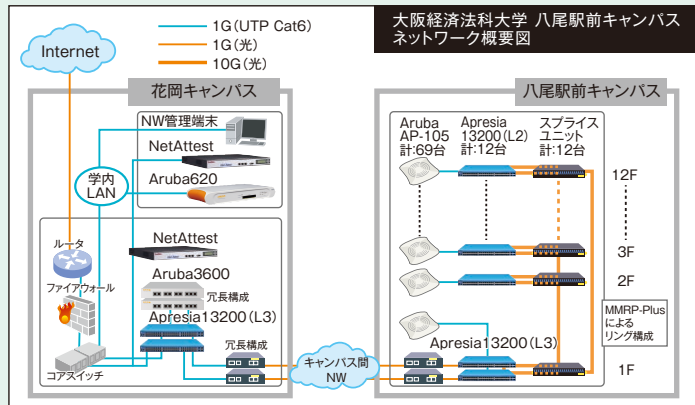 大阪経済法科大学 八尾駅前キャンパス
ネットワーク概要図
1G(UTP Cat6)
1G(光)
10G(光)
Internet
花岡キャンパス
NW管理端末
NetAttest
Aruba620
学内
LAN
NetAttest
ルータ
Aruba3600
冗長構成
ファイアウォール
Apresia13200(L3)
冗長構成
コアスイッチ
キャンパス間
NW
八尾駅前キャンパス
Aruba
AP-105
計:69台
Apresia
13200(L2)
計:12台
スプライス
ユニット
計:12台
12F
3F
2F
MMRP-Plus
による
リング構成
Apresia13200(L3)
1F